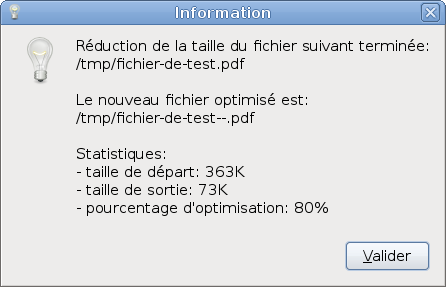 Information
Réduction de la taille du fichier suivant terminée:
/tmp/fichier-de-test.pdf
Le nouveau fichier optimisé est:
/tmp/fichier-de-test--.pdf
Statistiques:
- taille de départ: 363K
- taille de sortie: 73K
- pourcentage d'optimisation: 80%
Valider